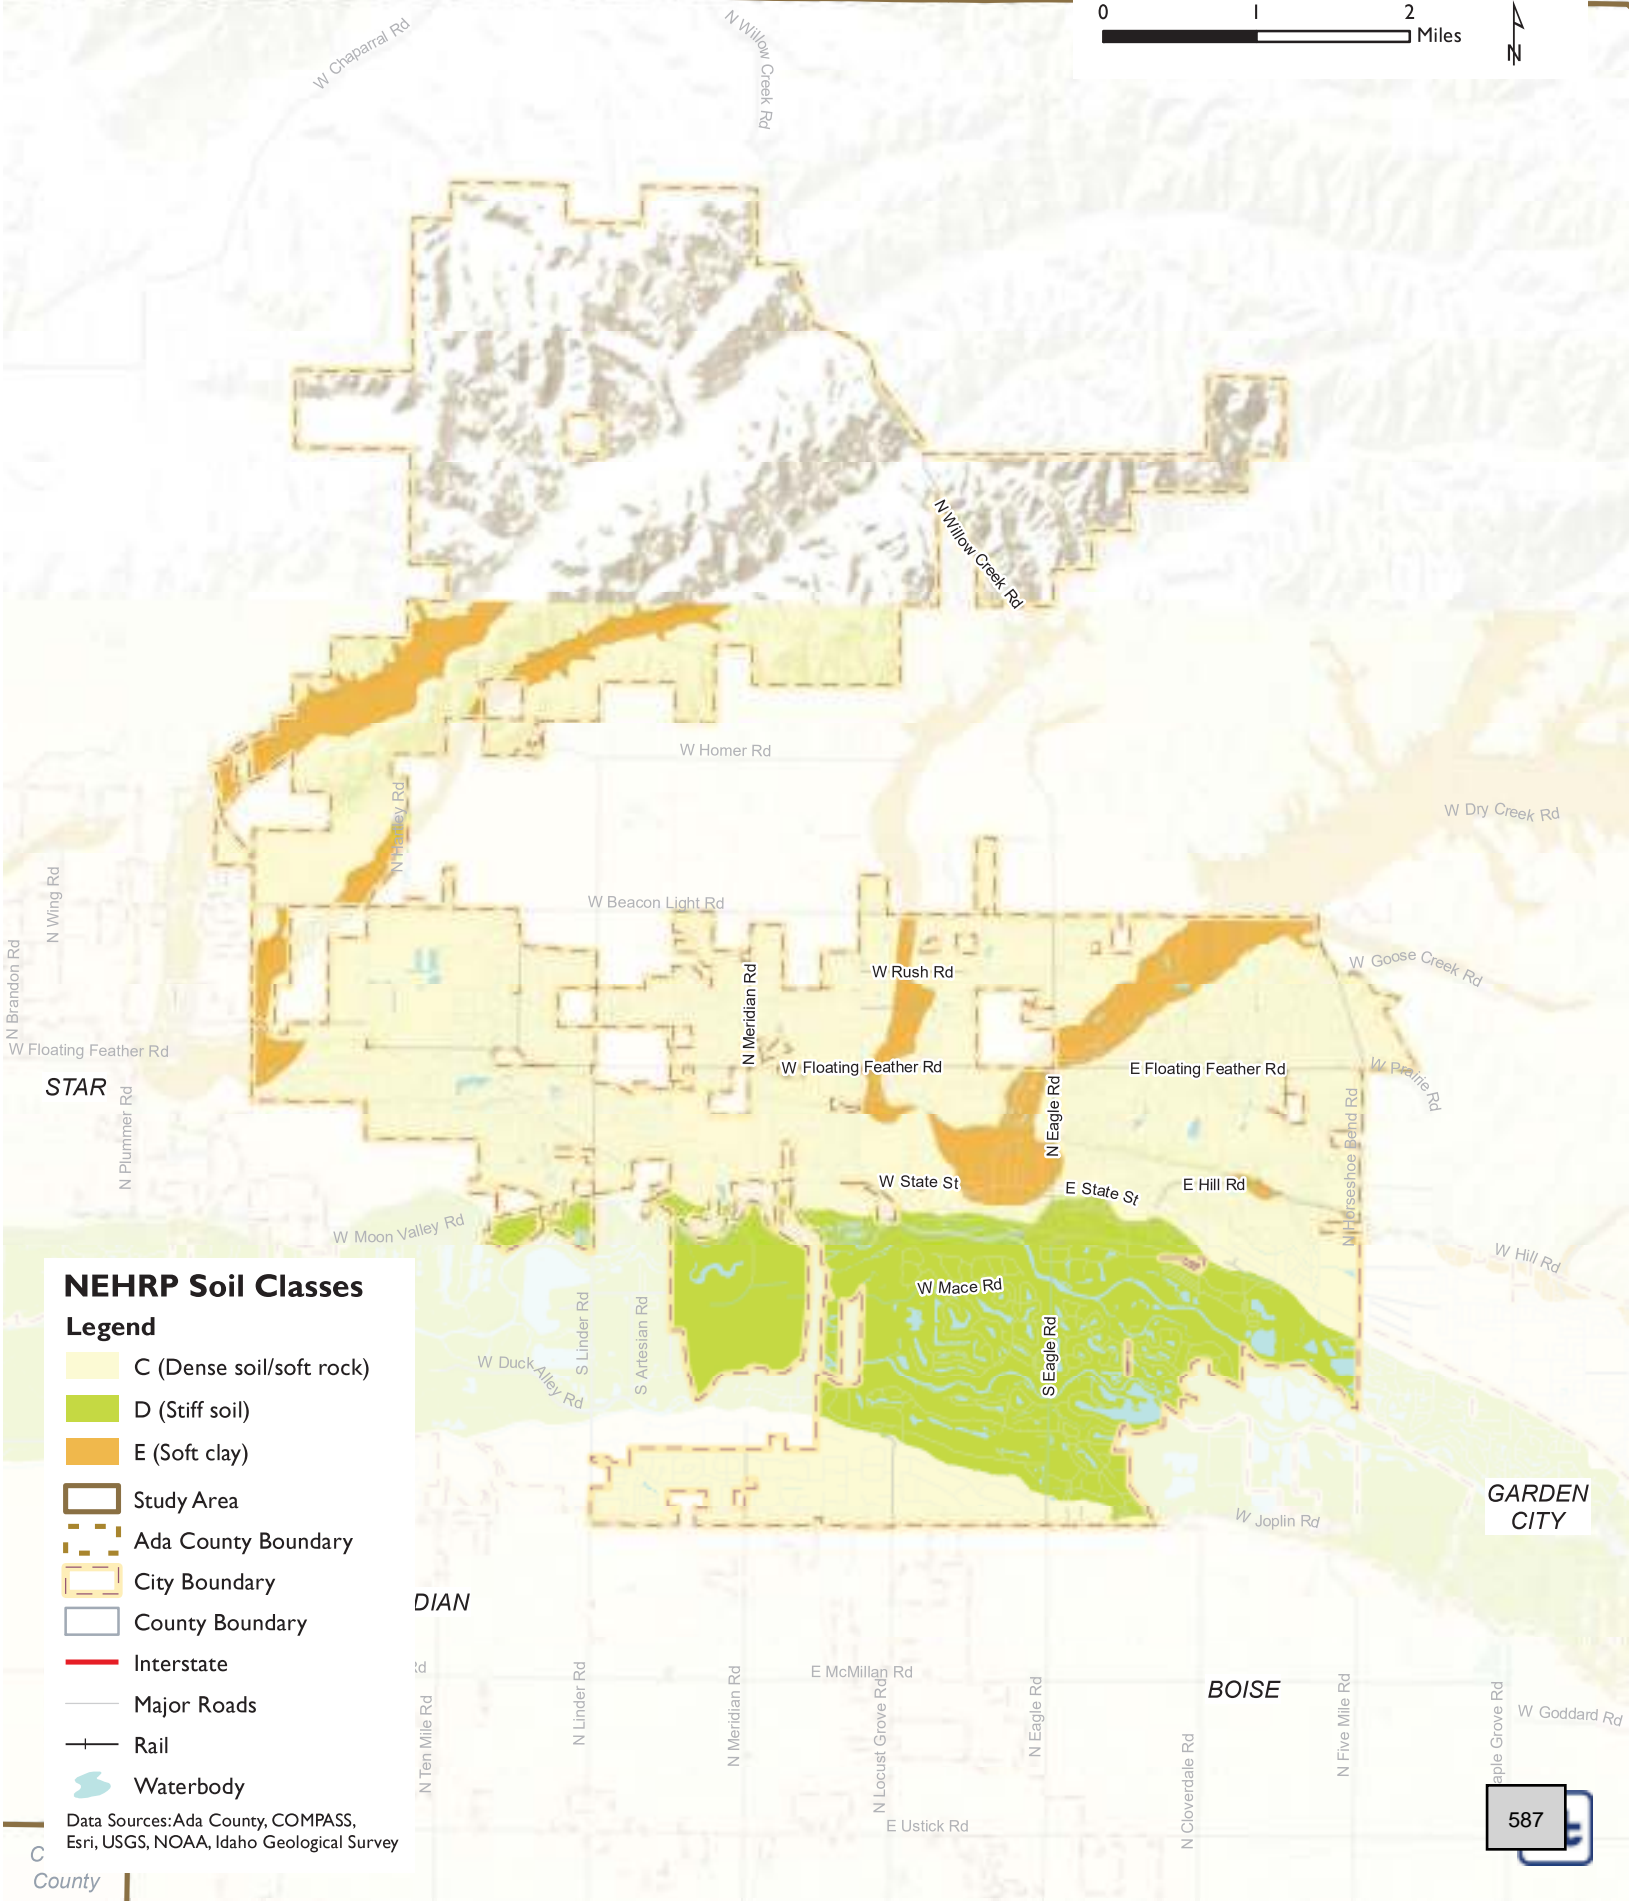 0 1 2
Miles
N
W Chaparral Rd
N Willow Creek Rd
N Willow Creek Rd
W Homer Rd
N Hartley Rd
W Dry Creek Rd
N Wing Rd
W Beacon Light Rd
N Brandon Rd
W Rush Rd
W Goose Creek Rd
N Meridian Rd
W Floating Feather Rd
W Floating Feather Rd
E Floating Feather Rd
W Prairie Rd
STAR
N Plummer Rd
N Eagle Rd
N Horseshoe Bend Rd
W State St
E State St
E Hill Rd
W Moon Valley Rd
W Hill Rd
W Mace Rd
S Linder Rd
S Artesian Rd
S Eagle Rd
W Duck Alley Rd
NEHRP Soil Classes
Legend
C (Dense soil/soft rock)
D (Stiff soil)
E (Soft clay)
Study Area
Ada County Boundary
City Boundary
County Boundary
Interstate
Major Roads
Rail
Waterbody
Data Sources: Ada County, COMPASS,
Esri, USGS, NOAA, Idaho Geological Survey
GARDEN
CITY
W Joplin Rd
DIAN
Rd
E McMillan Rd
BOISE
N Ten Mile Rd
N Linder Rd
N Meridian Rd
N Locust Grove Rd
N Eagle Rd
N Cloverdale Rd
N Five Mile Rd
aple Grove Rd
W Goddard Rd
E Ustick Rd
587
C
County